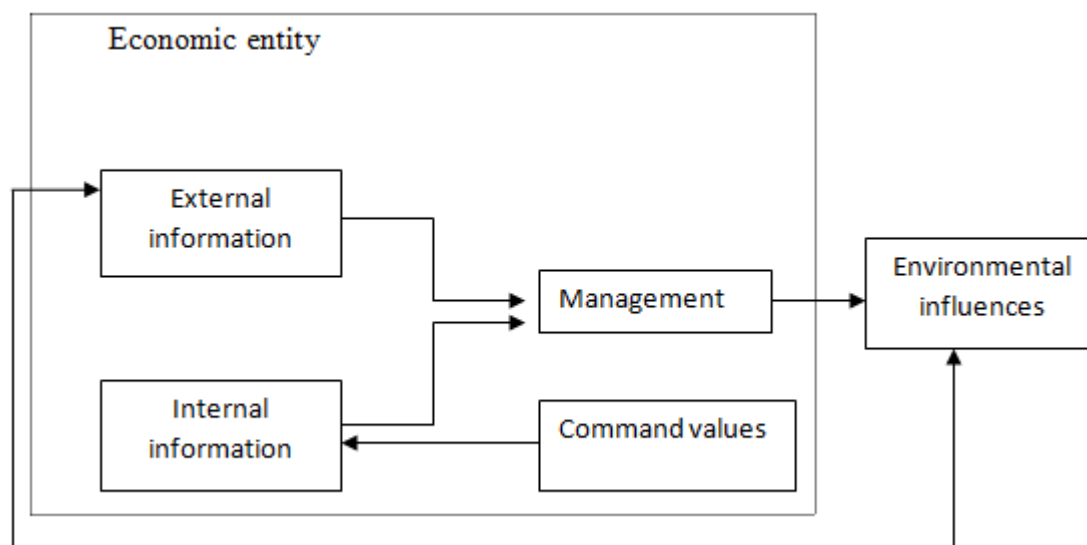 Economic entity
External
information
Management
Environmental
influences
Internal
information
Command values